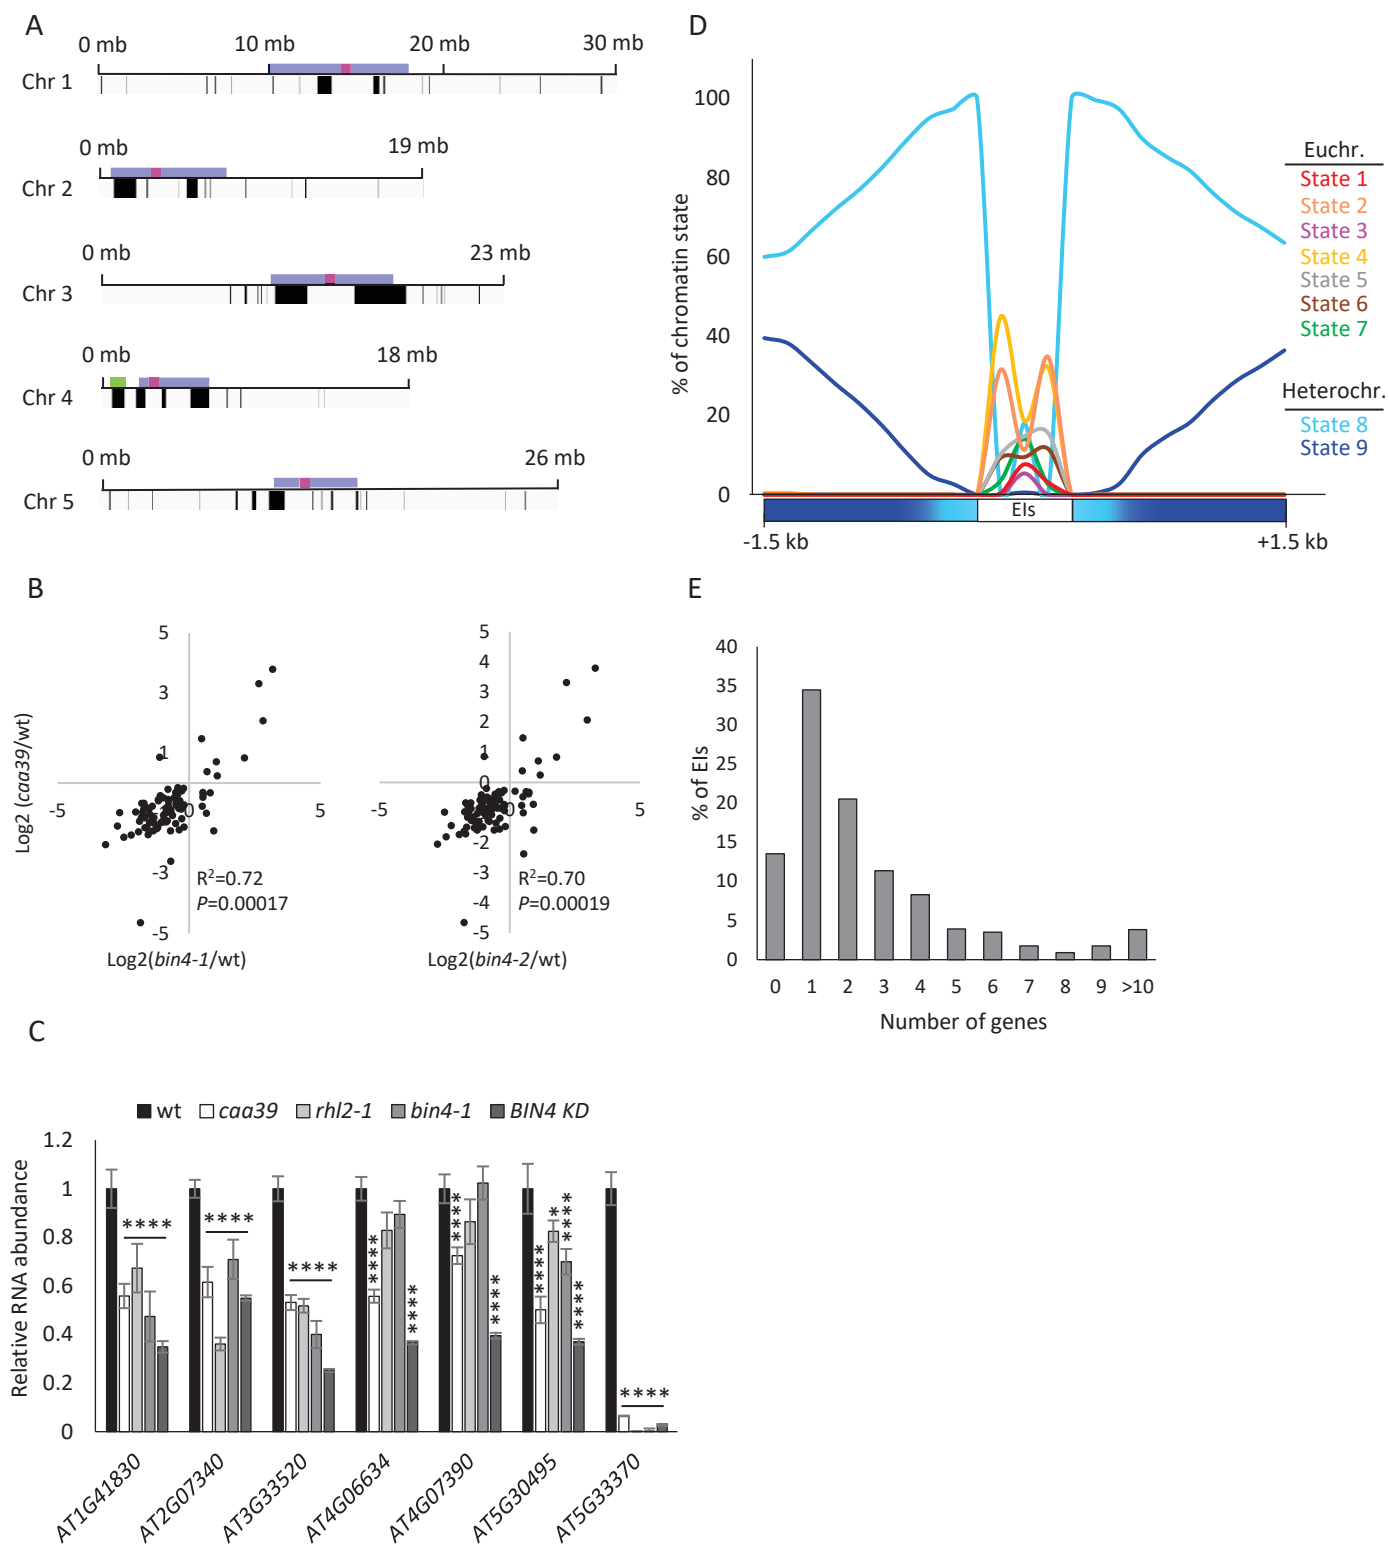 A
0 mb 10 mb 20 mb 30 mb
Chr 1
0 mb 19 mb
Chr 2
0 mb 23 mb
Chr 3
0 mb 18 mb
Chr 4
0 mb 26 mb
Chr 5
B
Log2 (caa39/wt)
5
3
1
-5 0 5
-3
-5
R²=0.72
P=0.00017
Log2(bin4-1/wt)
5
4
3
2
1
0
-5 0 5
-2
-3
-4
-5
R²=0.70
P=0.00019
Log2(bin4-2/wt)
C
wt caa39 rhl2-1 bin4-1 BIN4 KD
Relative RNA abundance
1.2
1
0.8
0.6
0.4
0.2
0
**** **** **** **** **** **** **** **** * **** **** ****
AT1G41830 AT2G07340 AT3G33520 AT4G06634 AT4G07390 AT5G30495 AT5G33370
D
% of chromatin state
100
80
60
40
20
0
EIs
-1.5 kb +1.5 kb
Euchr.
State 1
State 2
State 3
State 4
State 5
State 6
State 7
Heterochr.
State 8
State 9
E
% of EIs
40
35
30
25
20
15
10
5
0
0 1 2 3 4 5 6 7 8 9 >10
Number of genes